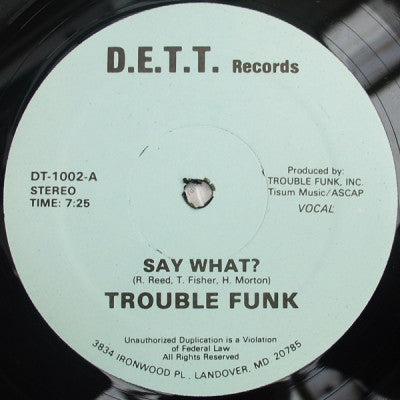 D.E.T.T. Records
DT-1002-A
STEREO
TIME: 7:25
Produced by:
TROUBLE FUNK, INC.
Tisum Music/ASCAP
VOCAL
SAY WHAT?
(R. Reed, T. Fisher, H. Morton)
TROUBLE FUNK
Unauthorized Duplication is a Violation
of Federal Law
All Rights Reserved
3834 IRONWOOD PL., LANDOVER, MD 20785